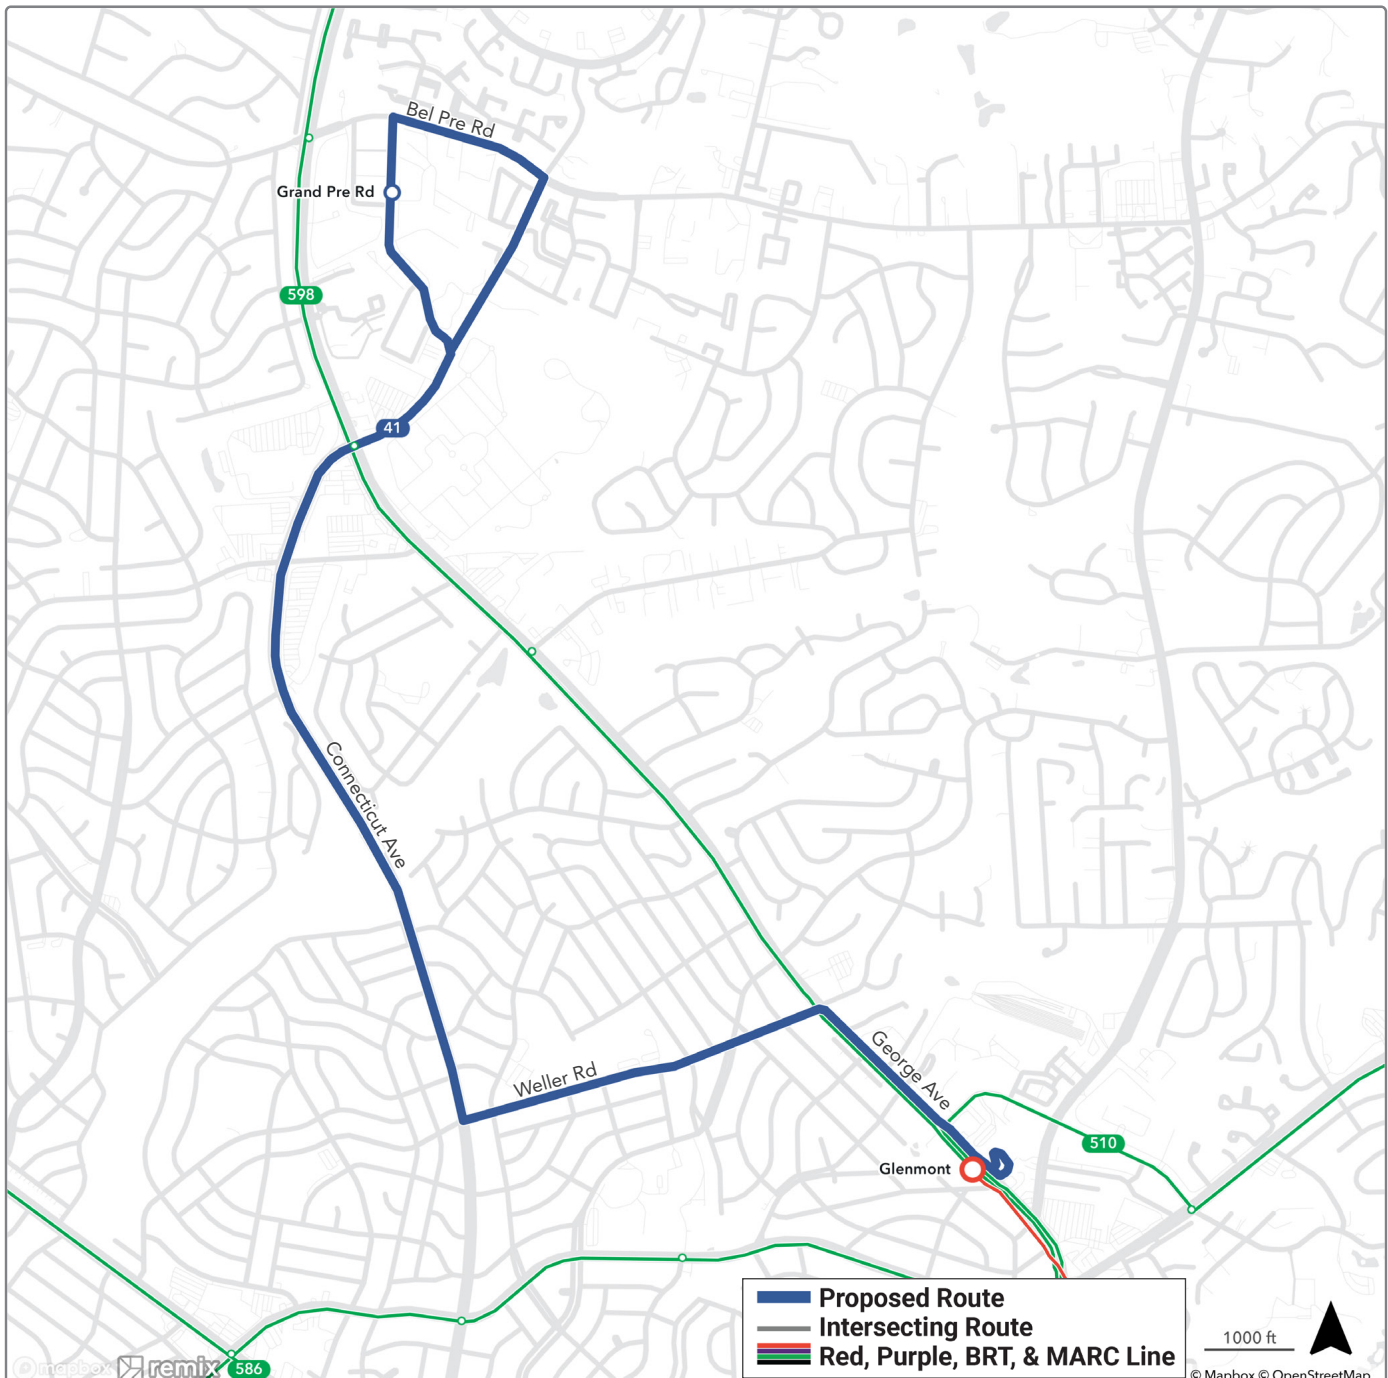 Bel Pre Rd
Grand Pre Rd
598
41
Connecticut Ave
George Ave
Weller Rd
510
Glenmont
Proposed Route
Intersecting Route
Red, Purple, BRT, & MARC Line
1000 ft
586
mapbox remix
© Mapbox © OpenStreetMap